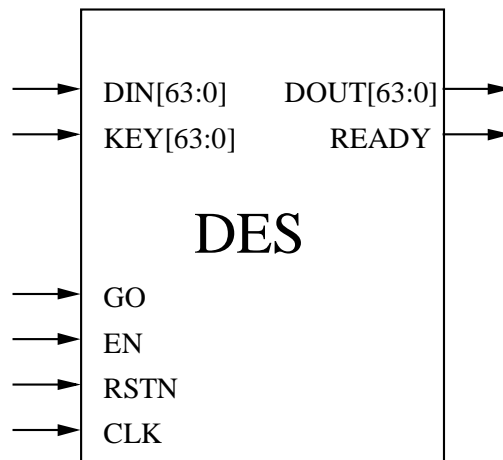 DIN[63:0] DOUT[63:0]
KEY[63:0] READY
DES
GO
EN
RSTN
CLK